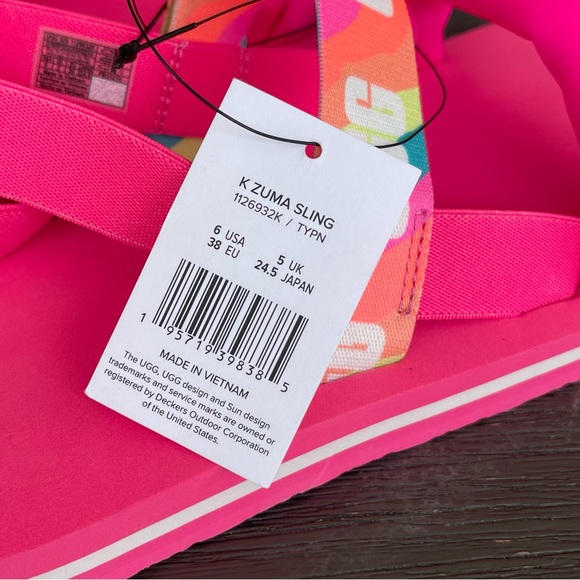 K ZUMA SLING
1126932K / TYPN
6 USA 5 UK
38 EU 24.5 JAPAN
1 95719 39838 5
MADE IN VIETNAM
The UGG, UGG design and Sun design
trademarks and service marks are owned or
registered by Deckers Outdoor Corporation
of the United States.